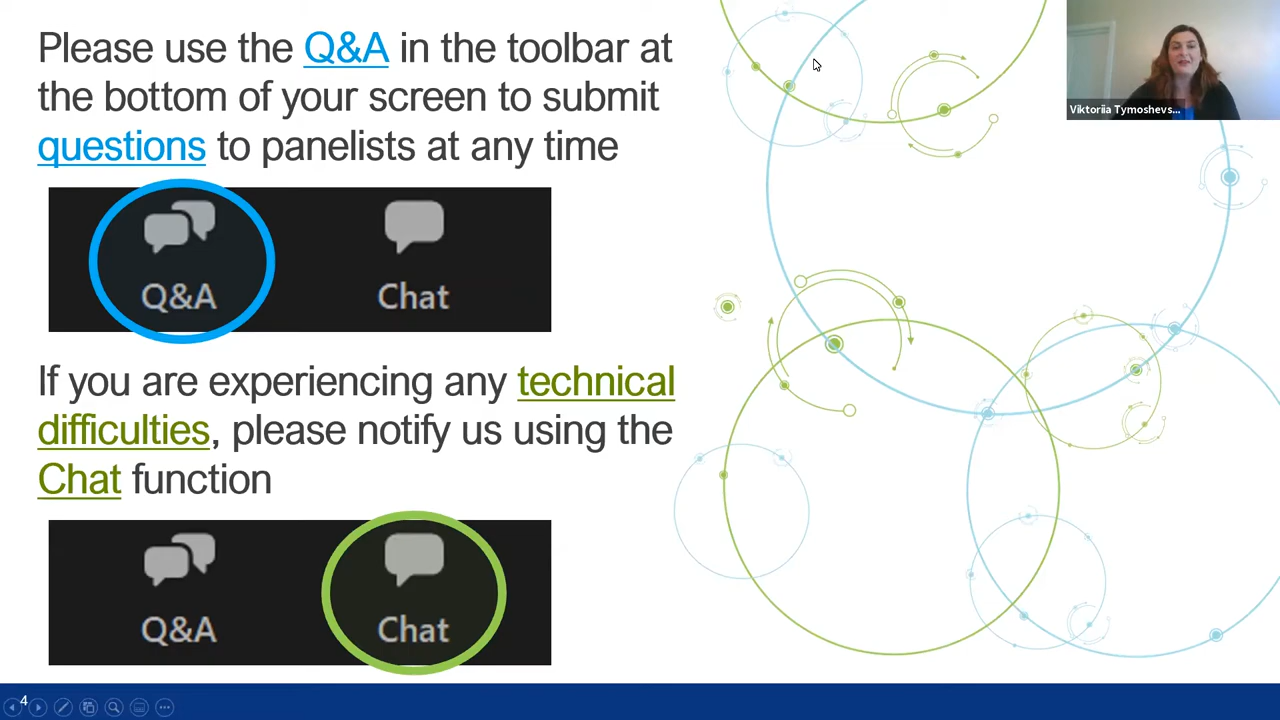 Please use the Q&A in the toolbar at
the bottom of your screen to submit
questions to panelists at any time
Q&A Chat
If you are experiencing any technical
difficulties, please notify us using the
Chat function
Q&A Chat
4
Viktoriia Tymoshevs...